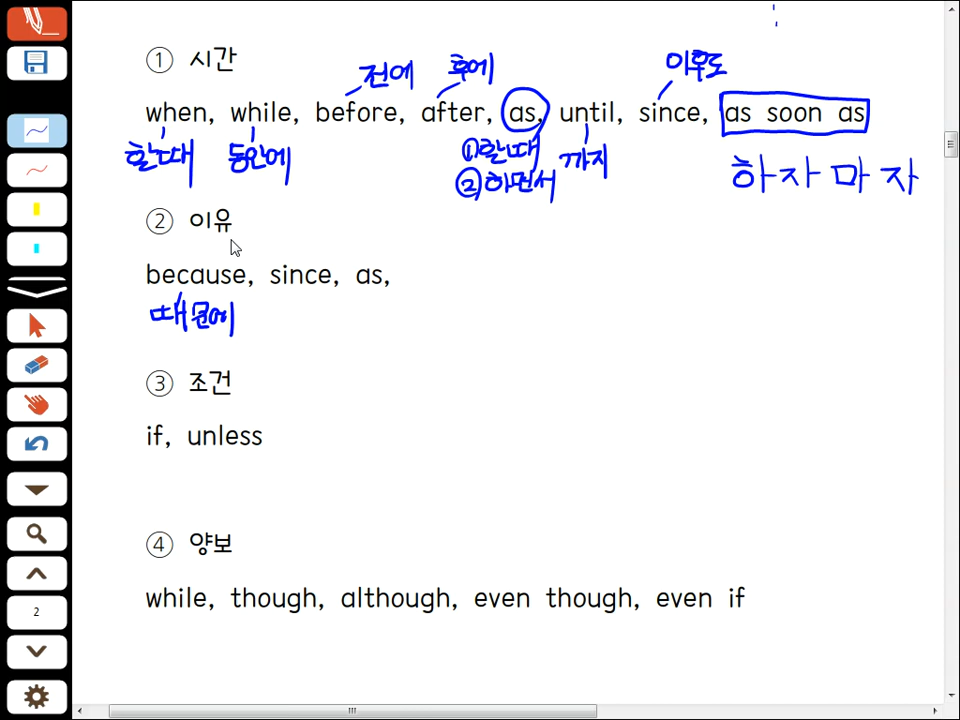 ① 시간
전에 후에 이후로
when, while, before, after, as, until, since, as soon as
할때 동안에 ①할때 까지 하자마자
②하면서
② 이유
because, since, as,
때문에
③ 조건
if, unless
④ 양보
while, though, although, even though, even if
2